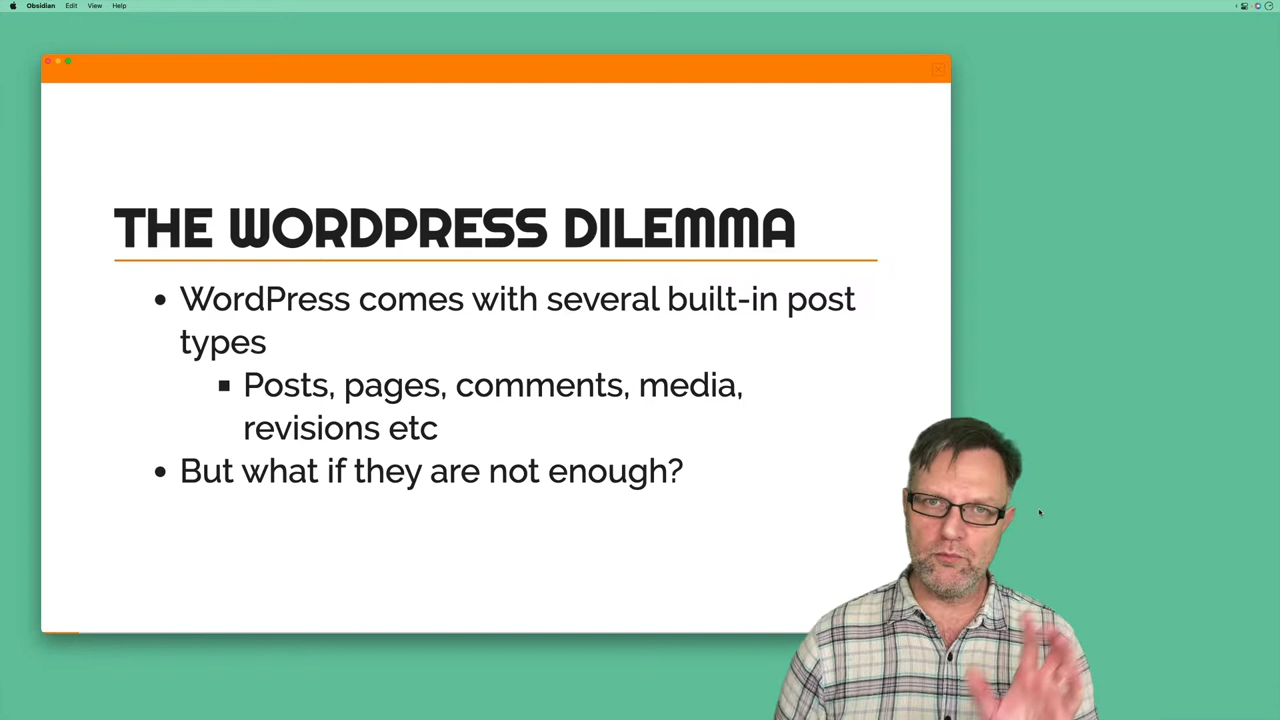 Obsidian Edit View Help
THE WORDPRESS DILEMMA
• WordPress comes with several built-in post
types
▪ Posts, pages, comments, media,
revisions etc
• But what if they are not enough?